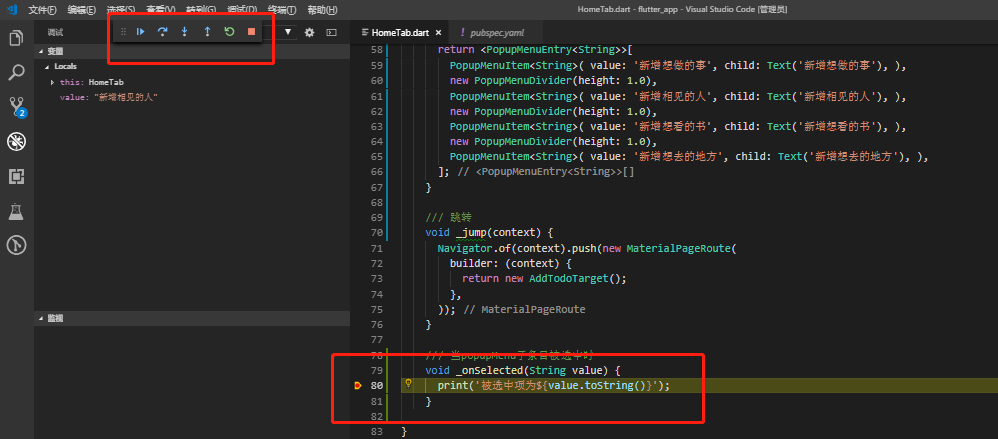 文件(F) 编辑(E) 选择(S) 查看(V) 转到(G) 调试(D) 终端(T) 帮助(H)
HomeTab.dart - flutter_app - Visual Studio Code [管理员]
调试
HomeTab.dart
pubspec.yaml
变量
Locals
this: HomeTab
value: "新增相见的人"
2
监视
58 return <PopupMenuEntry<String>>[
59 PopupMenuItem<String>( value: '新增想做的事', child: Text('新增想做的事'), ),
60 new PopupMenuDivider(height: 1.0),
61 PopupMenuItem<String>( value: '新增相见的人', child: Text('新增相见的人'), ),
62 new PopupMenuDivider(height: 1.0),
63 PopupMenuItem<String>( value: '新增想看的书', child: Text('新增想看的书'), ),
64 new PopupMenuDivider(height: 1.0),
65 PopupMenuItem<String>( value: '新增想去的地方', child: Text('新增想去的地方'), ),
66 ]; // <PopupMenuEntry<String>>[]
67 }
68
69 /// 跳转
70 void _jump(context) {
71 Navigator.of(context).push(new MaterialPageRoute(
72 builder: (context) {
73 return new AddTodoTarget();
74 },
75 )); // MaterialPageRoute
76 }
77
78 /// 当popupMenu子条目被选中时
79 void _onSelected(String value) {
80 print('被选中项为${value.toString()}');
81 }
82
83 }